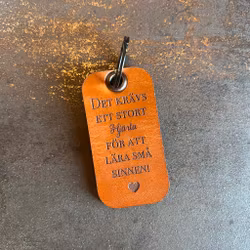 Det krävs
ett stort
Hjärta
för att
lära små
sinnen!